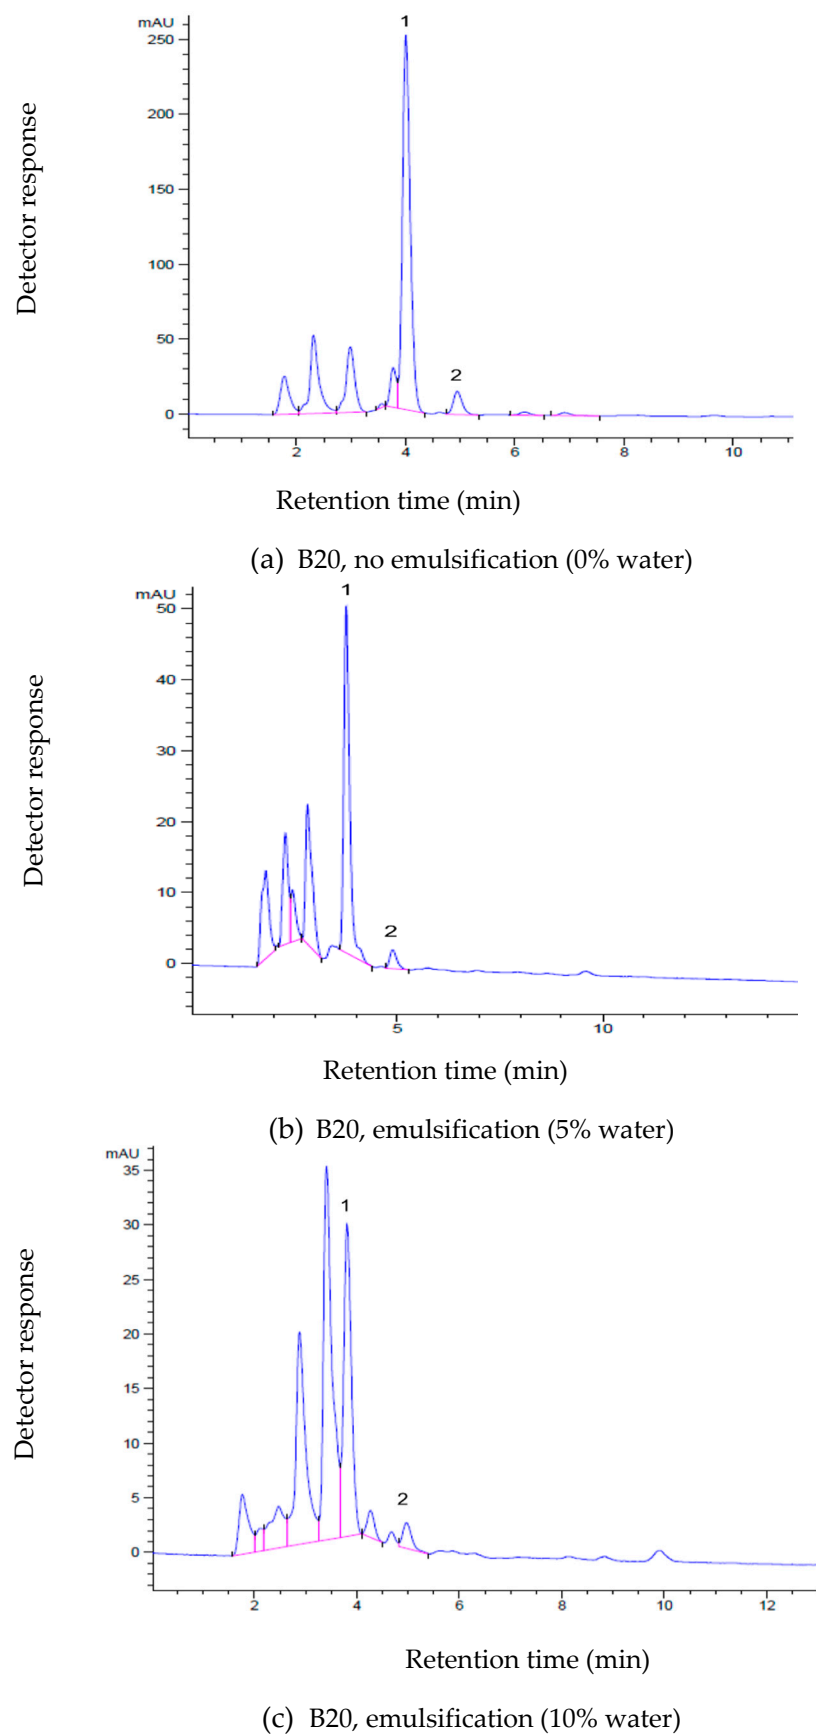 mAU
1
250
200
150
100
50
0
2
2 4 6 8 10
Detector response
Retention time (min)
(a) B20, no emulsification (0% water)
mAU
1
50
40
30
20
10
0
2
5 10
Detector response
Retention time (min)
(b) B20, emulsification (5% water)
mAU
35
30
25
20
15
10
5
0
1
2
2 4 6 8 10 12
Detector response
Retention time (min)
(c) B20, emulsification (10% water)